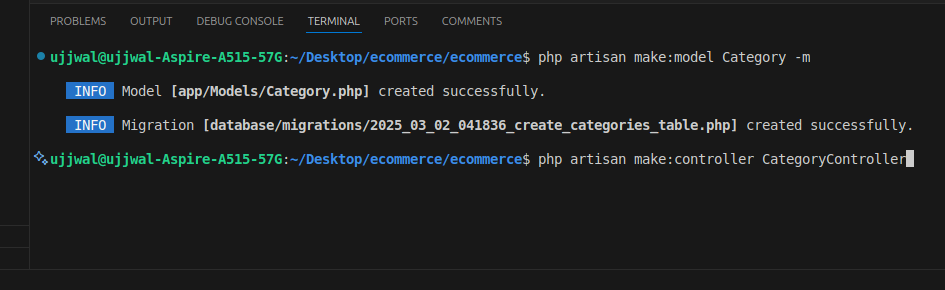 PROBLEMS OUTPUT DEBUG CONSOLE TERMINAL PORTS COMMENTS
ujjwal@ujjwal-Aspire-A515-57G:~/Desktop/ecommerce/ecommerce$ php artisan make:model Category -m
INFO Model [app/Models/Category.php] created successfully.
INFO Migration [database/migrations/2025_03_02_041836_create_categories_table.php] created successfully.
ujjwal@ujjwal-Aspire-A515-57G:~/Desktop/ecommerce/ecommerce$ php artisan make:controller CategoryController